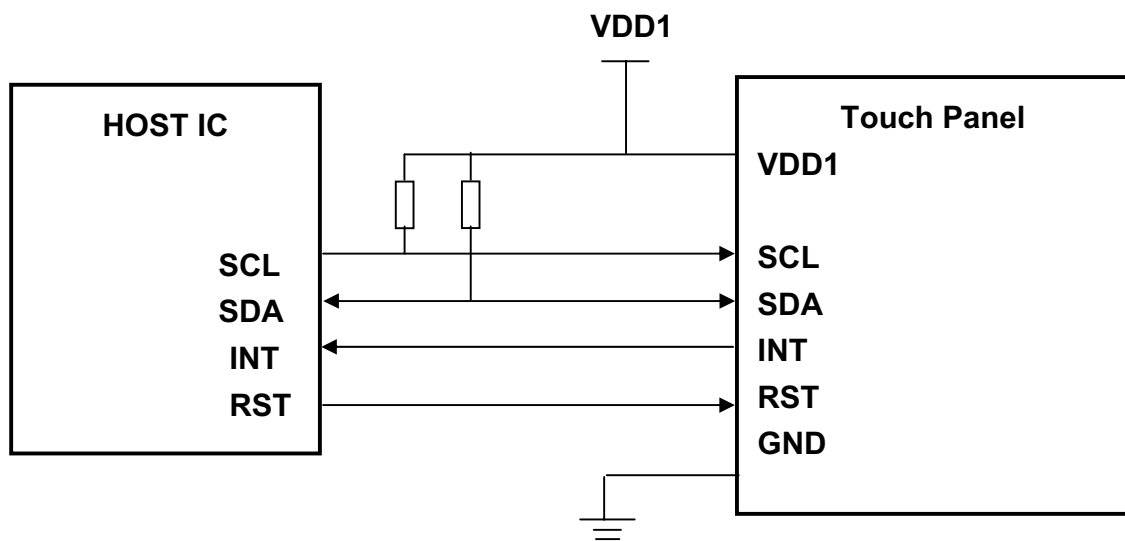 VDD1
HOST IC
SCL
SDA
INT
RST
Touch Panel
VDD1
SCL
SDA
INT
RST
GND